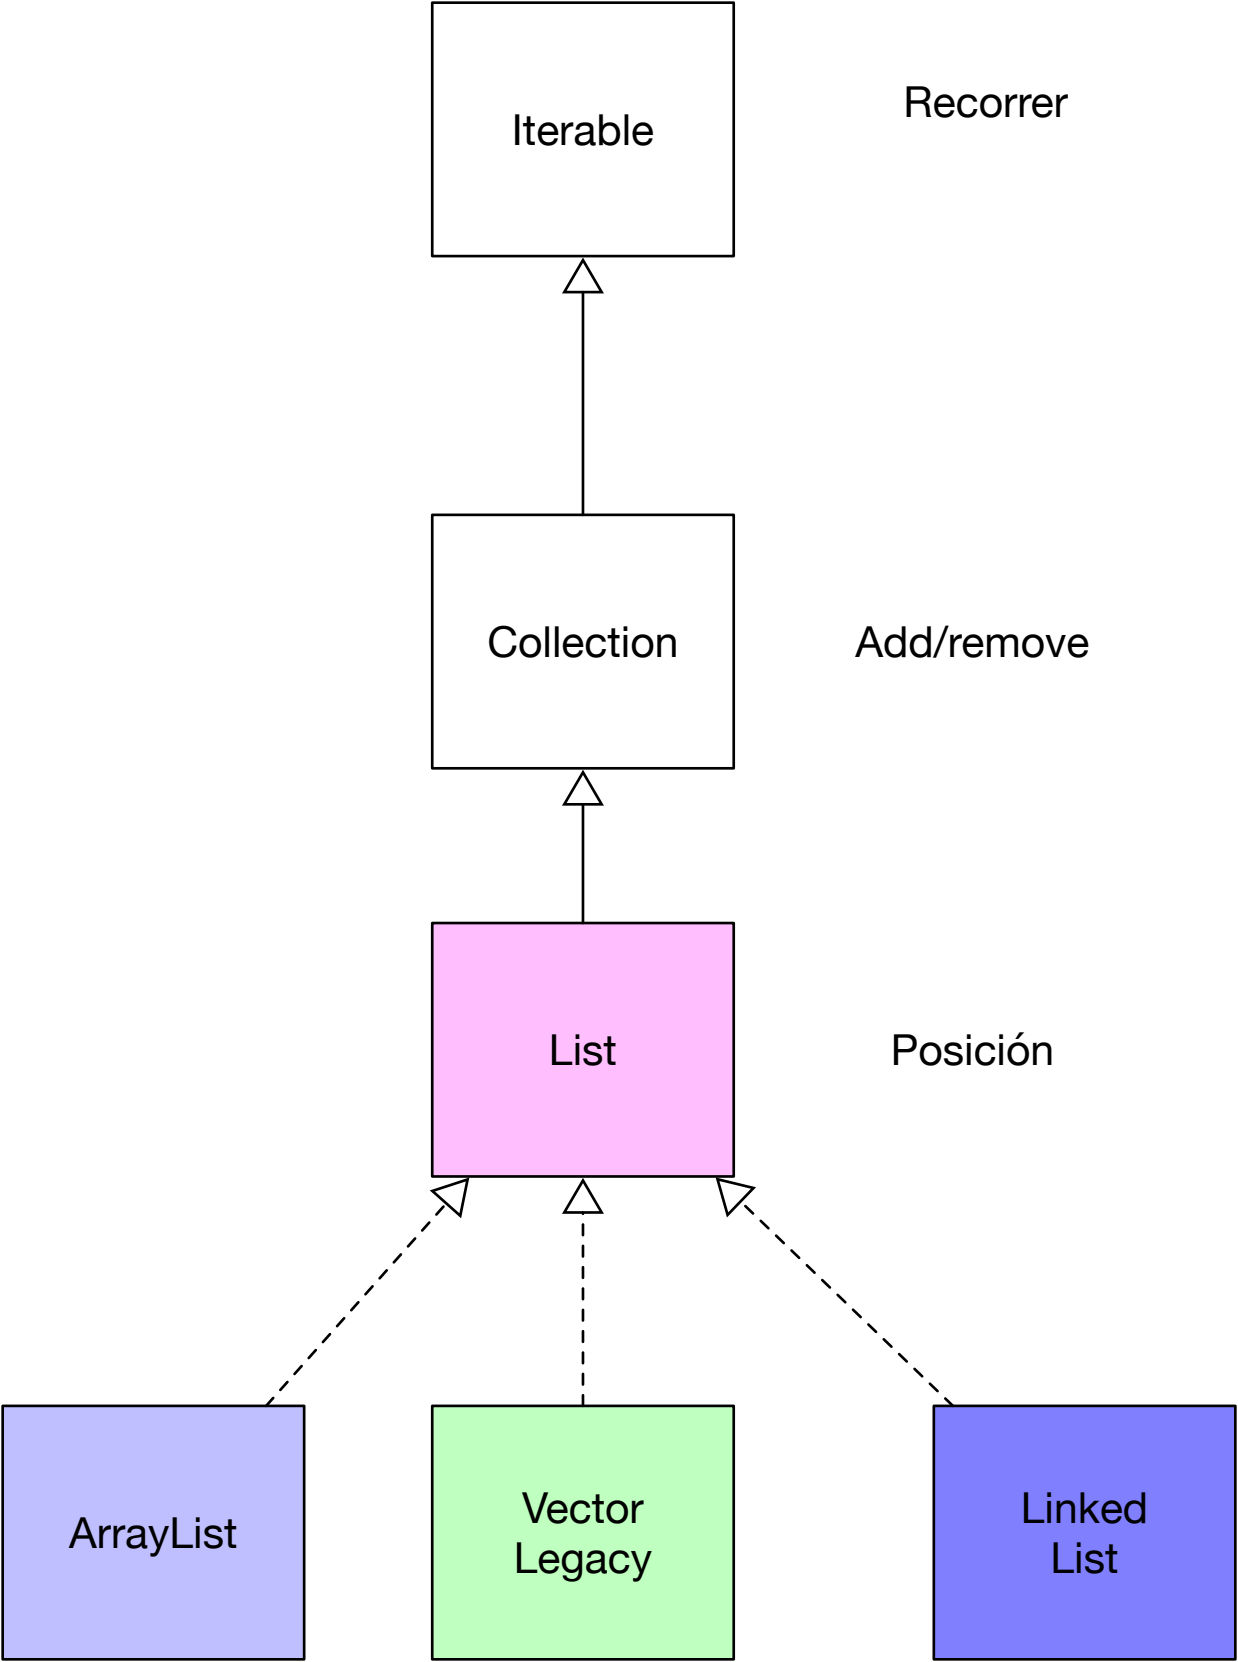 Iterable
Recorrer
Collection
Add/remove
List
Posición
ArrayList
Vector
Legacy
Linked
List